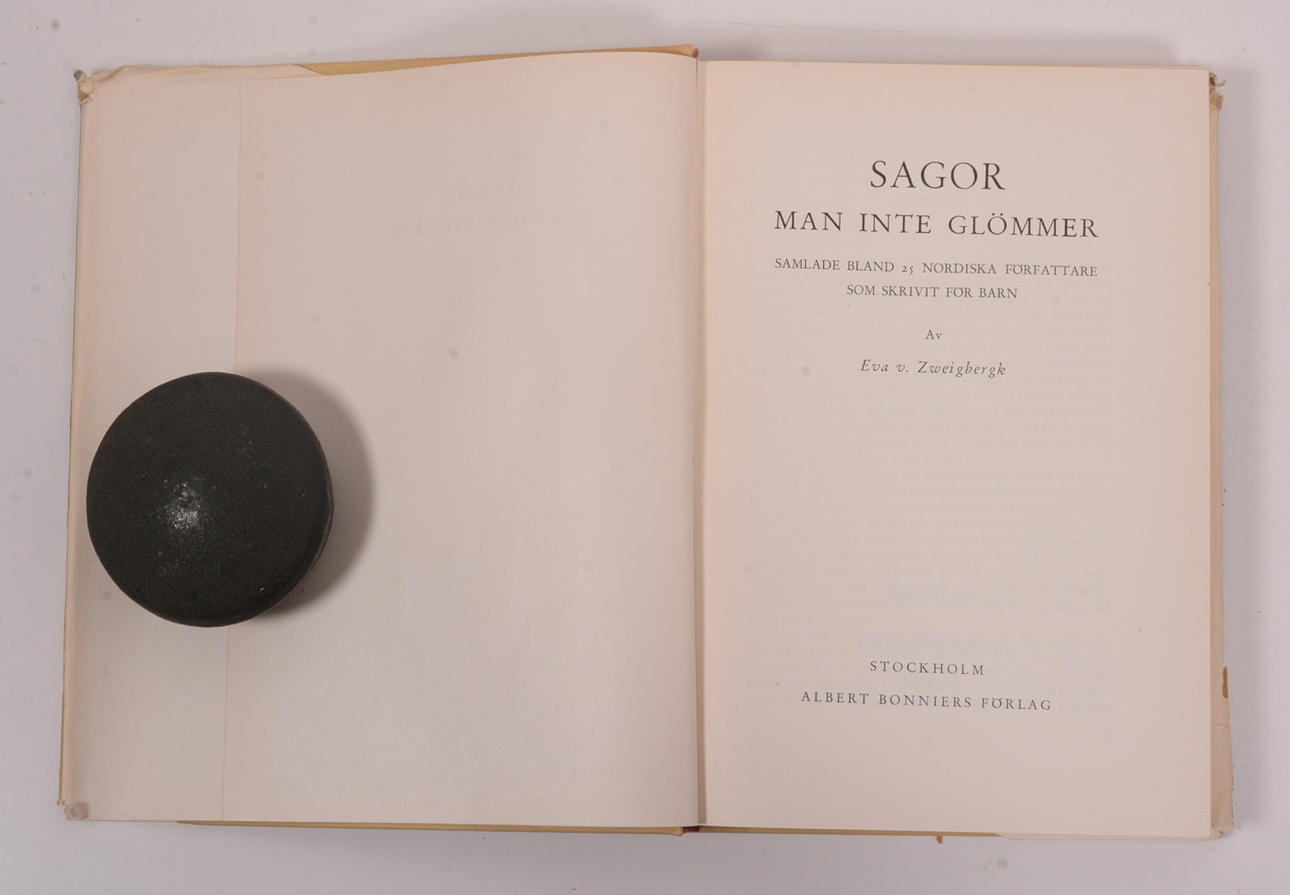 SAGOR
MAN INTE GLÖMMER
SAMLADE BLAND 25 NORDISKA FÖRFATTARE
SOM SKRIVIT FÖR BARN
Av
Eva v. Zweigbergk
STOCKHOLM
ALBERT BONNIERS FÖRLAG